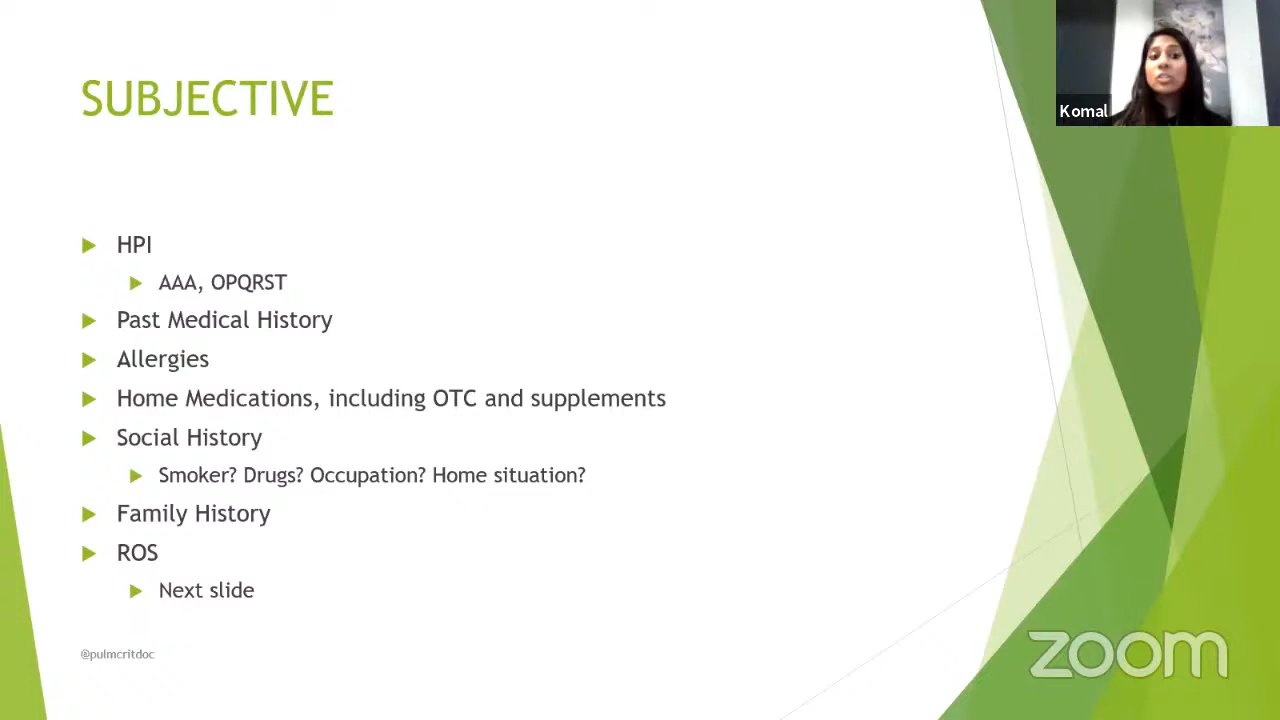 SUBJECTIVE
Komal
HPI
AAA, OPQRST
Past Medical History
Allergies
Home Medications, including OTC and supplements
Social History
Smoker? Drugs? Occupation? Home situation?
Family History
ROS
Next slide
@pulmcritdoc
zoom